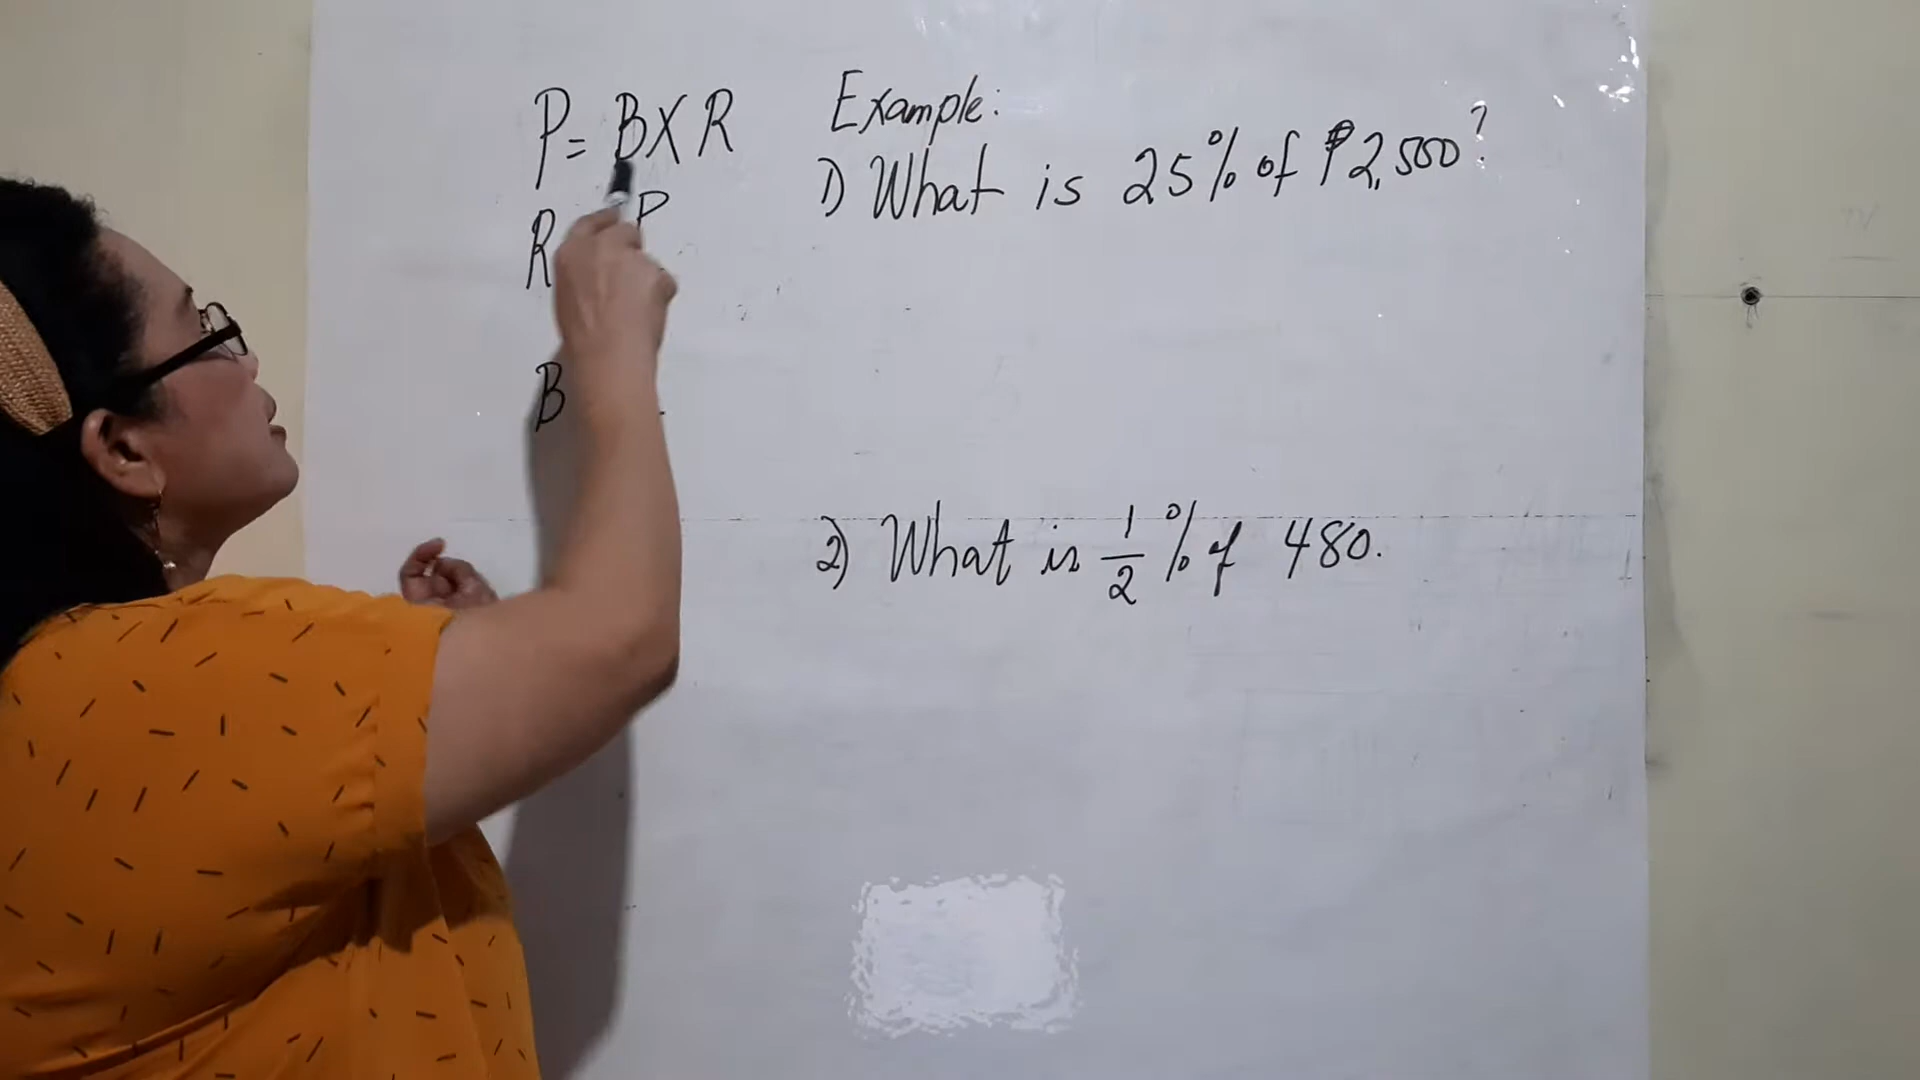 P = B X R
R P
B
Example:
1) What is 25% of ₱2,500?
2) What is 1/2 % of 480.